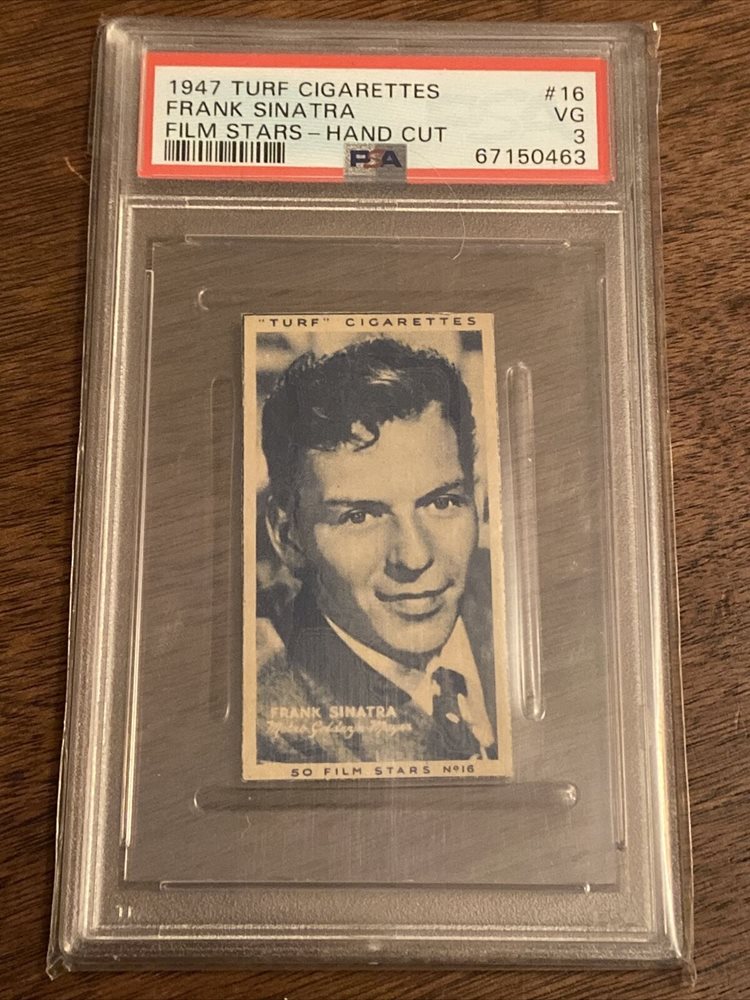 1947 TURF CIGARETTES #16
FRANK SINATRA VG
FILM STARS – HAND CUT 3
PSA 67150463
"TURF" CIGARETTES
FRANK SINATRA
Metro-Goldwyn-Mayer
50 FILM STARS Nº16